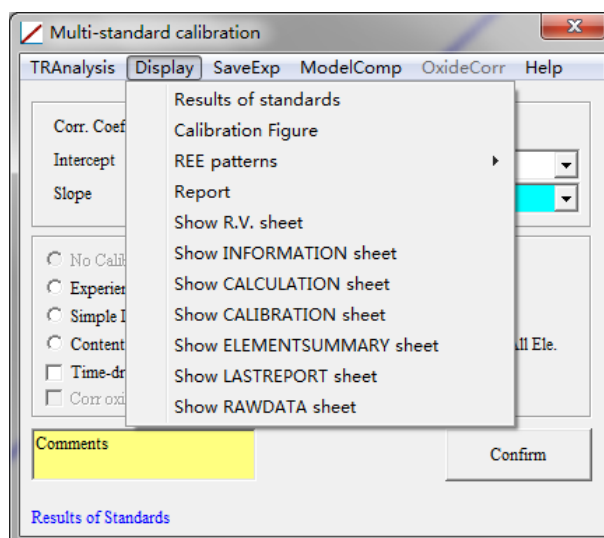 Multi-standard calibration
TRAnalysis Display SaveExp ModelComp OxideCorr Help
Results of standards
Calibration Figure
REE patterns
Report
Show R.V. sheet
Show INFORMATION sheet
Show CALCULATION sheet
Show CALIBRATION sheet
Show ELEMENTSUMMARY sheet
Show LASTREPORT sheet
Show RAWDATA sheet
Corr. Coef
Intercept
Slope
No Calib
Simple
Content
All Ele.
Time-dr
Corr oxi
Comments
Confirm
Results of Standards